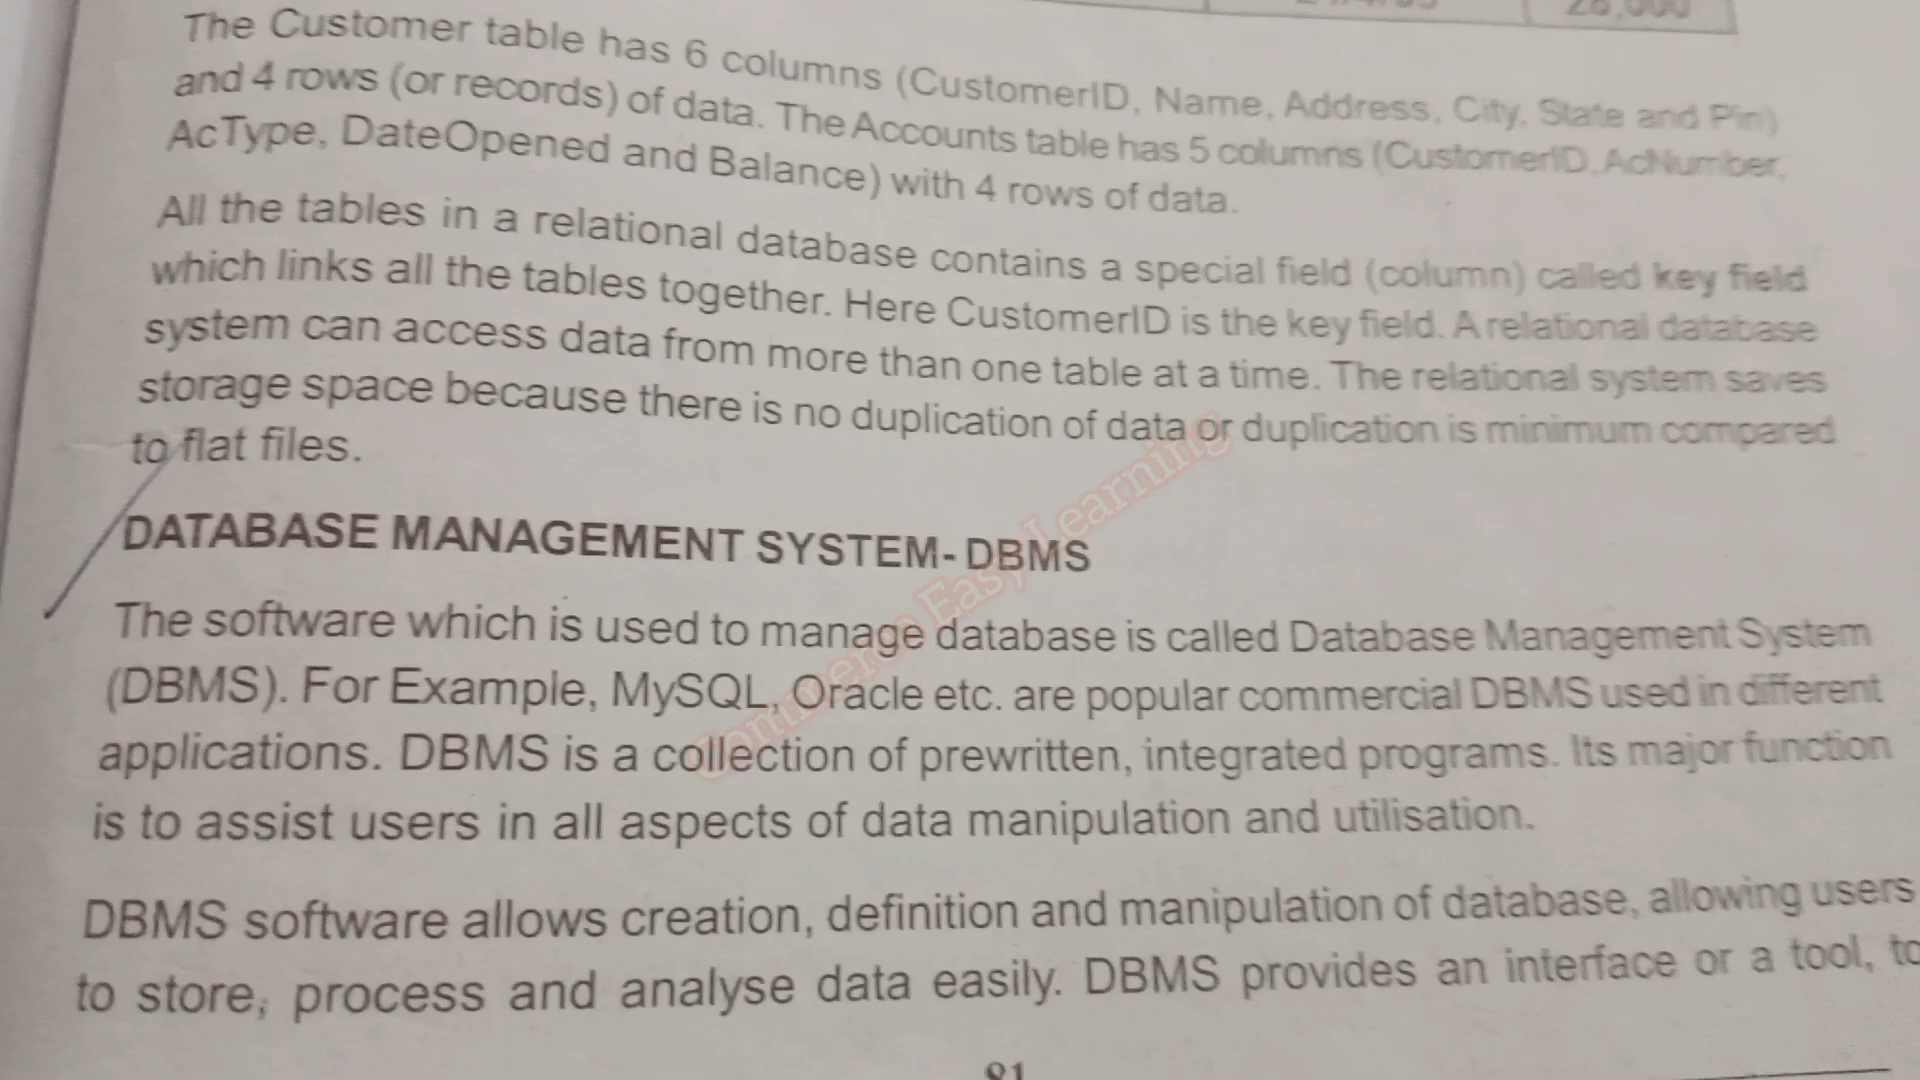 28,000
The Customer table has 6 columns (CustomerID, Name, Address, City, State and Pin)
and 4 rows (or records) of data. The Accounts table has 5 columns (CustomerID, AcNumber,
AcType, DateOpened and Balance) with 4 rows of data.
All the tables in a relational database contains a special field (column) called key field
which links all the tables together. Here CustomerID is the key field. A relational database
system can access data from more than one table at a time. The relational system saves
storage space because there is no duplication of data or duplication is minimum compared
to flat files.
DATABASE MANAGEMENT SYSTEM- DBMS
The software which is used to manage database is called Database Management System
(DBMS). For Example, MySQL, Oracle etc. are popular commercial DBMS used in different
applications. DBMS is a collection of prewritten, integrated programs. Its major function
is to assist users in all aspects of data manipulation and utilisation.
DBMS software allows creation, definition and manipulation of database, allowing users
to store, process and analyse data easily. DBMS provides an interface or a tool, to
81
Commerce Easy Learning